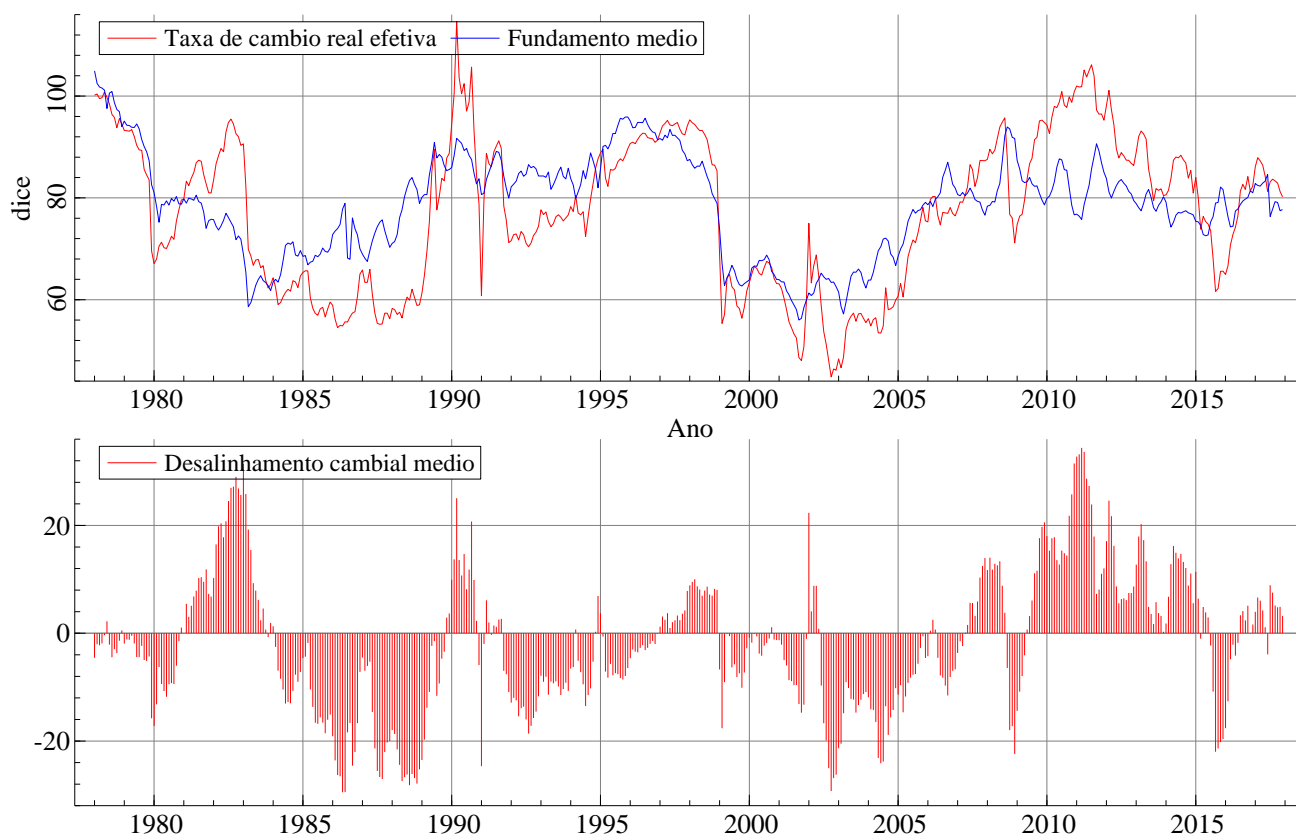 Taxa de cambio real efetiva Fundamento medio
100
80
60
dice
1980 1985 1990 1995 2000 2005 2010 2015
Ano
Desalinhamento cambial medio
20
0
-20
1980 1985 1990 1995 2000 2005 2010 2015